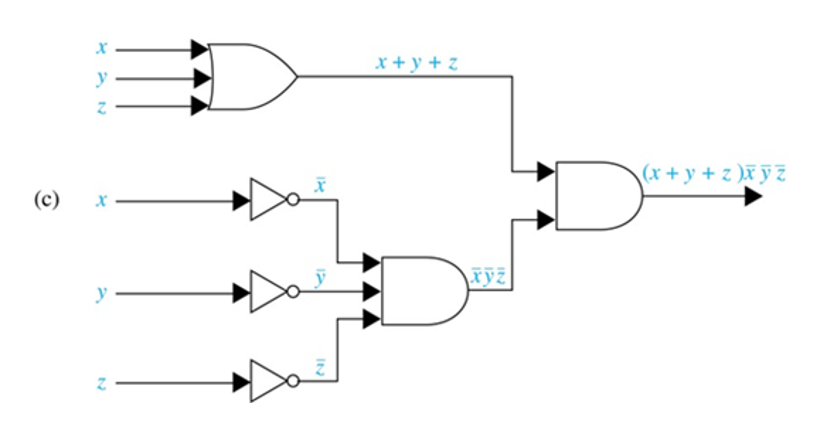 x
x + y + z
y
z
(x + y + z )x̄ ȳ z̄
(c)
x
x̄
y
ȳ
x̄ȳz̄
z
z̄